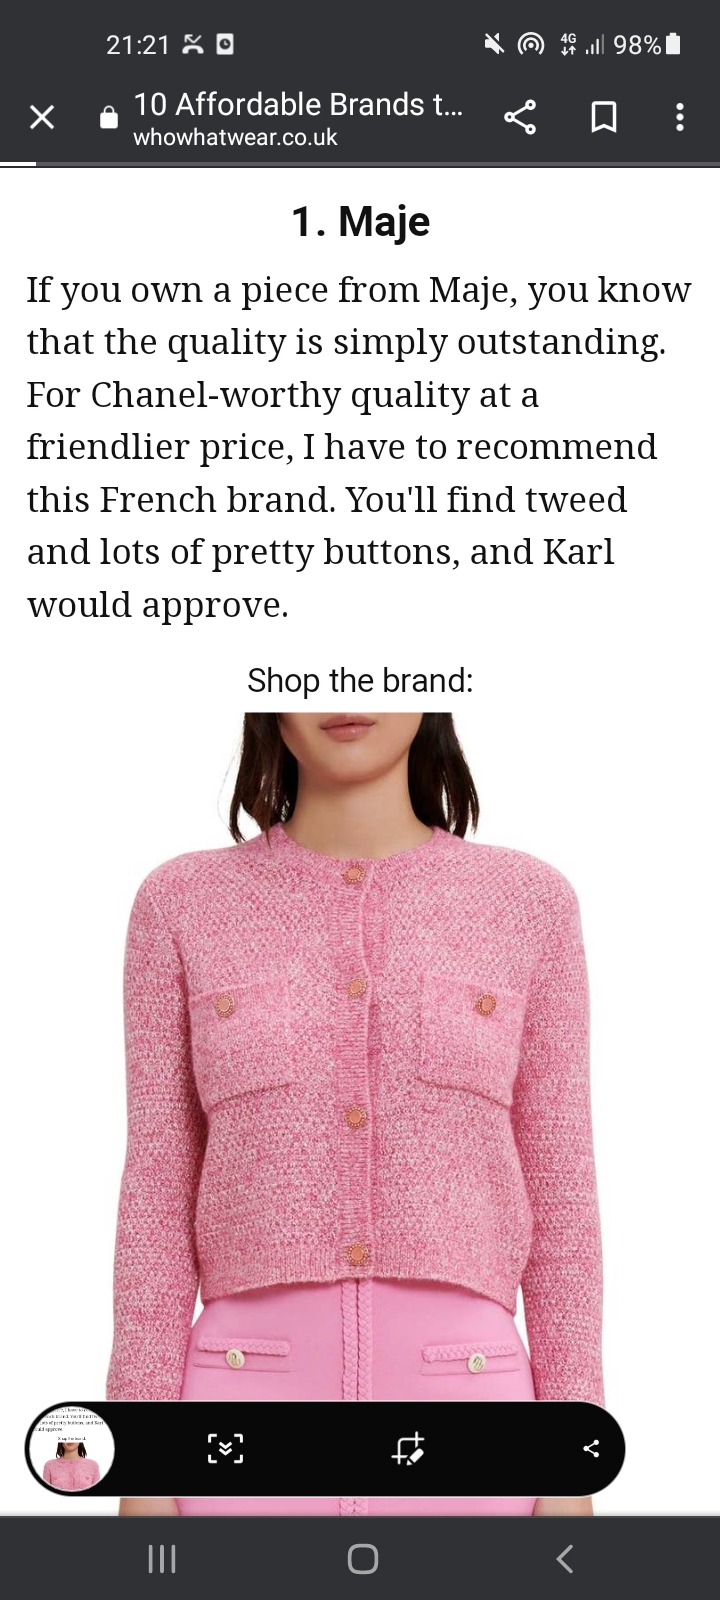 21:21
4G
98%
10 Affordable Brands t...
whowhatwear.co.uk
1. Maje
If you own a piece from Maje, you know
that the quality is simply outstanding.
For Chanel-worthy quality at a
friendlier price, I have to recommend
this French brand. You'll find tweed
and lots of pretty buttons, and Karl
would approve.
Shop the brand: